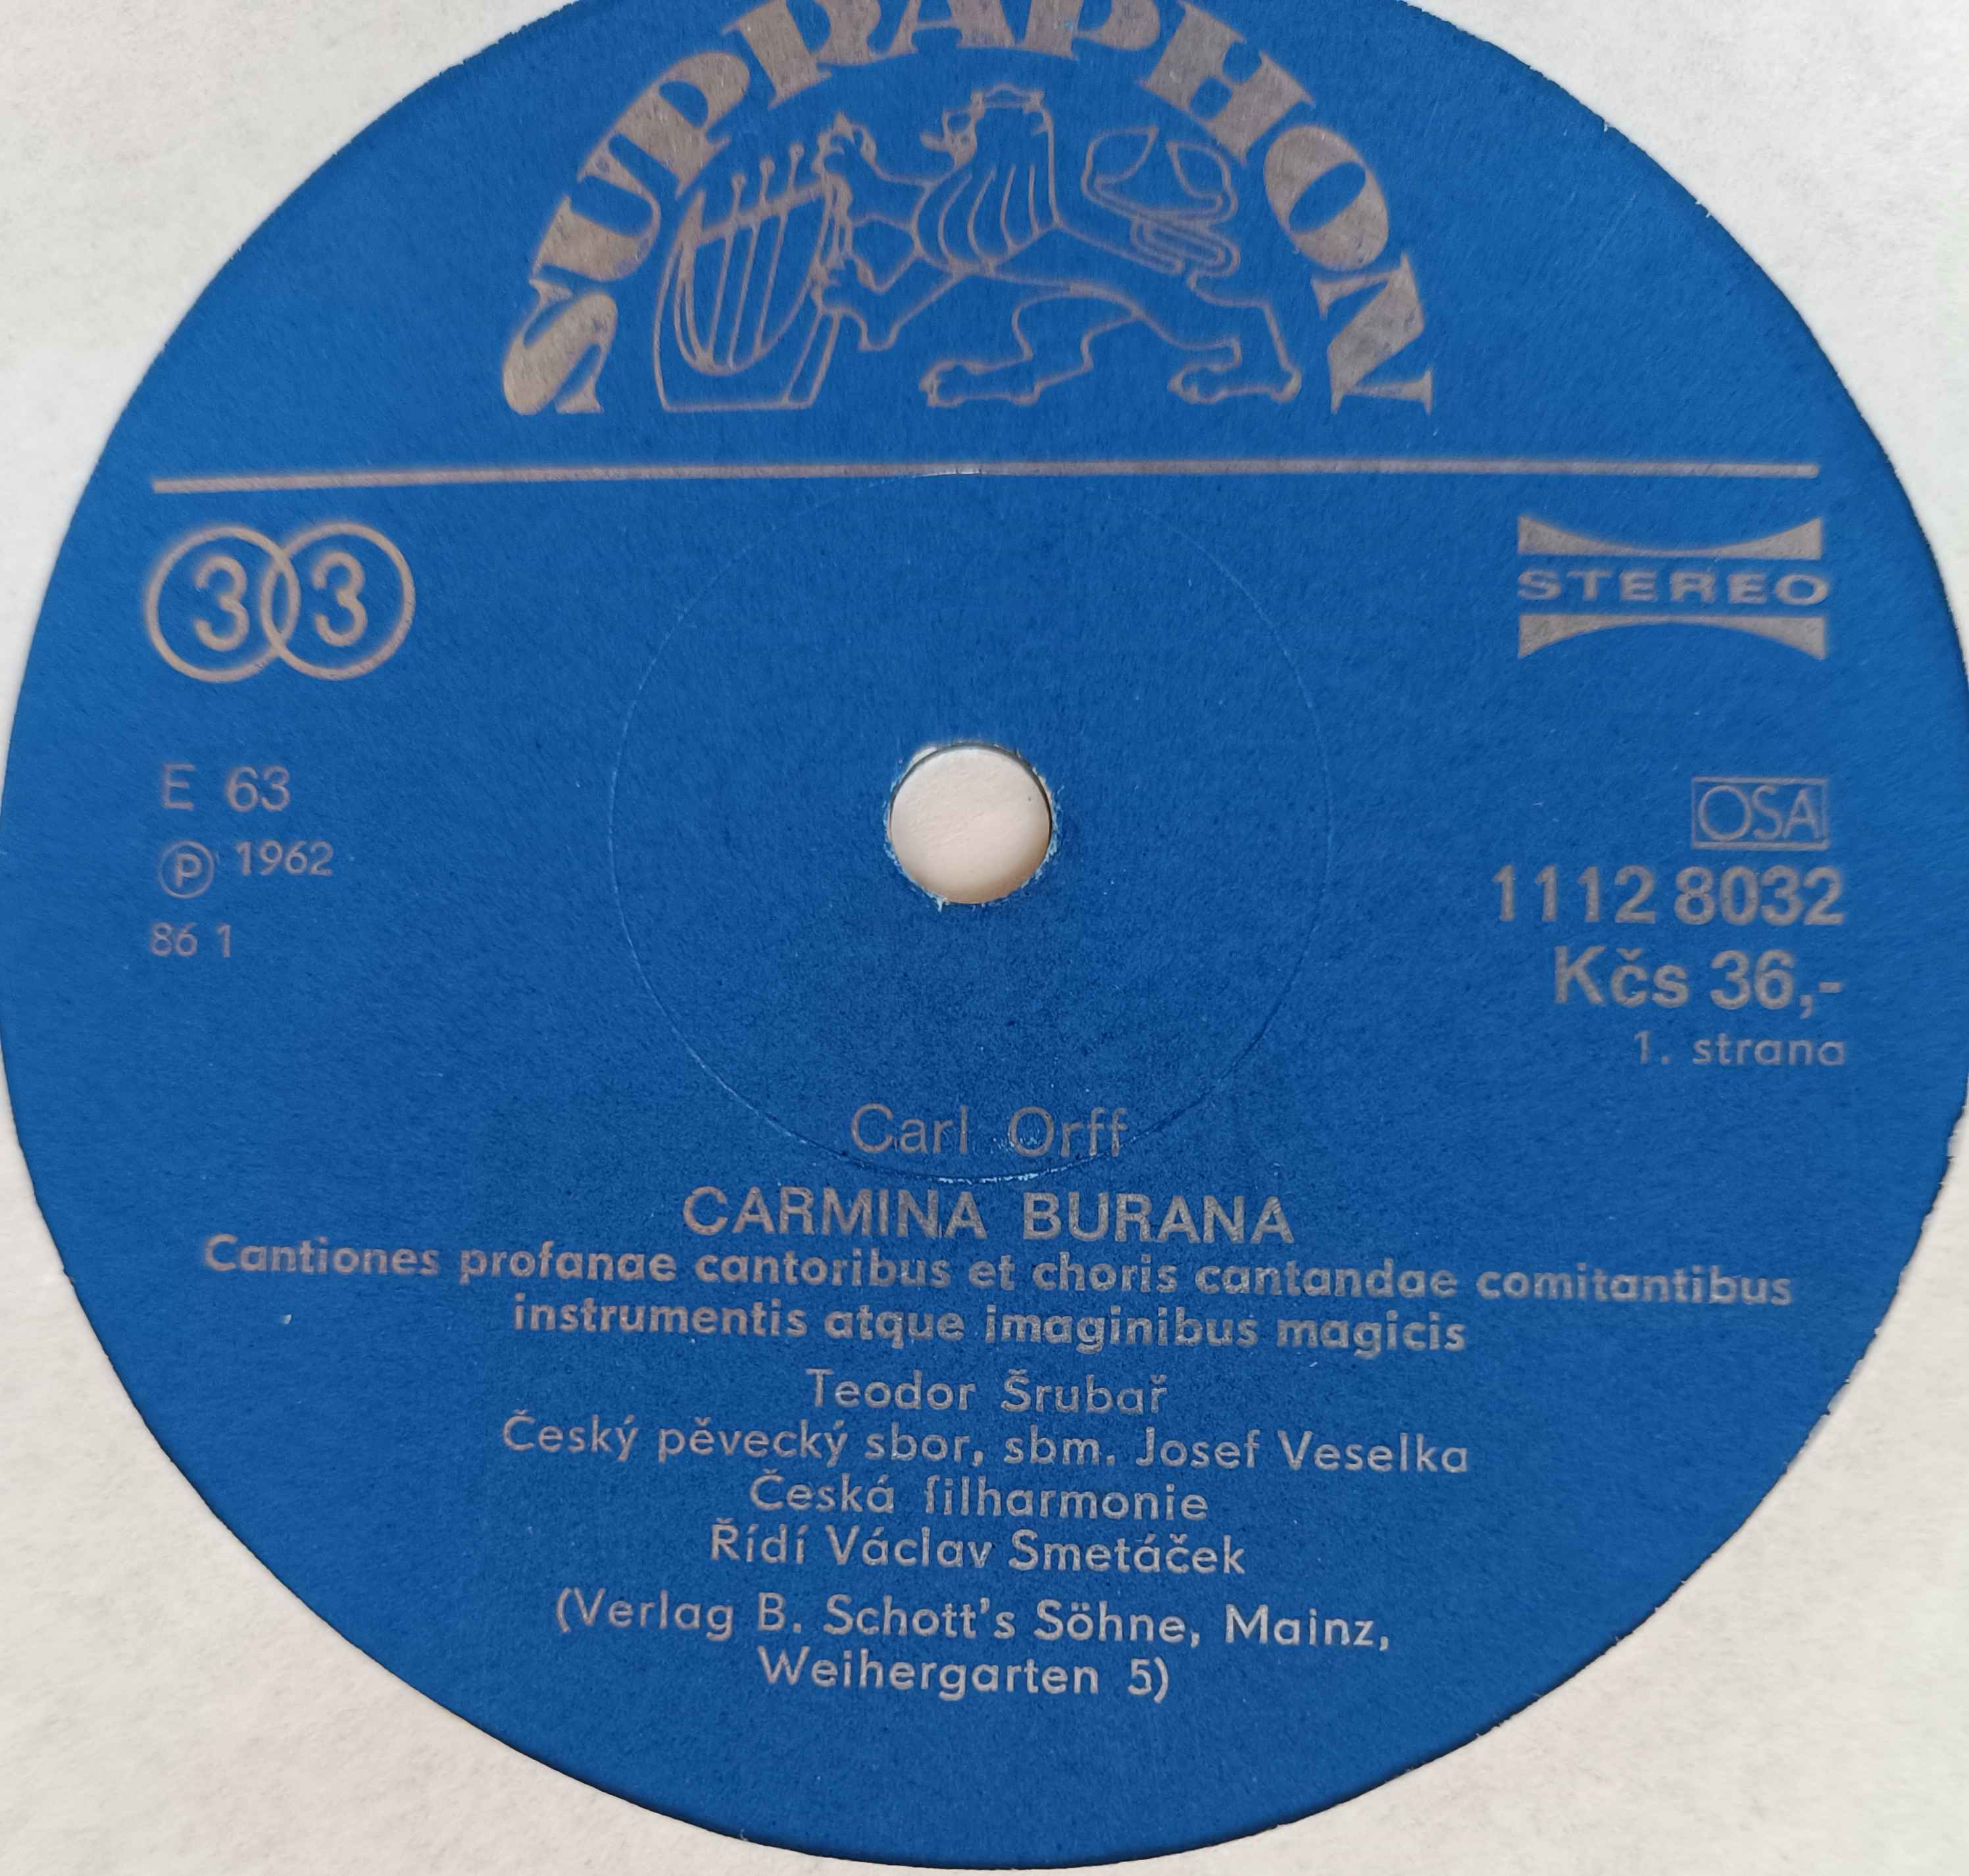 SUPRAPHON
33
STEREO
E 63
℗ 1962
86 1
OSA
1112 8032
Kčs 36,-
1. strana
Carl Orff
CARMINA BURANA
Cantiones profanae cantoribus et choris cantandae comitantibus
instrumentis atque imaginibus magicis
Teodor Šrubař
Český pěvecký sbor, sbm. Josef Veselka
Česká filharmonie
Řídí Václav Smetáček
(Verlag B. Schott's Söhne, Mainz,
Weihergarten 5)